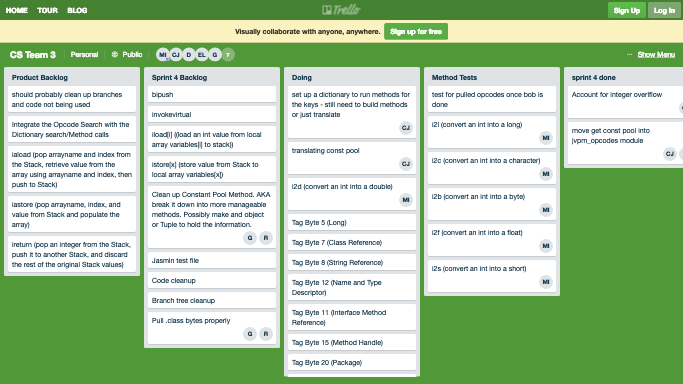 HOME TOUR BLOG
Trello
Sign Up Log In
Visually collaborate with anyone, anywhere. Sign up for free
CS Team 3 Personal Public MI CJ D EL G 7 ... Show Menu
Product Backlog
should probably clean up branches
and code not being used
Integrate the Opcode Search with the
Dictionary search/Method calls
iaload (pop arrayname and index from
the Stack, retrieve value from the
array using arrayname and index, then
push to Stack)
iastore (pop arrayname, index, and
value from Stack and populate the
array)
ireturn (pop an integer from the Stack,
push it to another Stack, and discard
the rest of the original Stack values)
Sprint 4 Backlog
bipush
invokevirtual
iload[i] (load an int value from local
array variables[i] to stack])
istore[x] (store value from Stack to
local array variables[x])
Clean up Constant Pool Method. AKA
break it down into more manageable
methods. Possibly make and object
or Tuple to hold the information.
G R
Jasmin test file
Code cleanup
Branch tree cleanup
Pull .class bytes properly
G R
Doing
set up a dictionary to run methods for
the keys - still need to build methods
or just translate
CJ
translating const pool
CJ
i2d (convert an int into a double)
MI
Tag Byte 5 (Long)
Tag Byte 7 (Class Reference)
Tag Byte 8 (String Reference)
Tag Byte 12 (Name and Type
Descriptor)
Tag Byte 11 (Interface Method
Reference)
Tag Byte 15 (Method Handle)
Tag Byte 20 (Package)
Method Tests
test for pulled opcodes once bob is
done
i2l (convert an int into a long)
MI
i2c (convert an int into a character)
MI
i2b (convert an int into a byte)
MI
i2f (convert an int into a float)
MI
i2s (convert an int into a short)
MI
sprint 4 done
Account for integer overflow
move get const pool into
jvpm_opcodes module
CJ